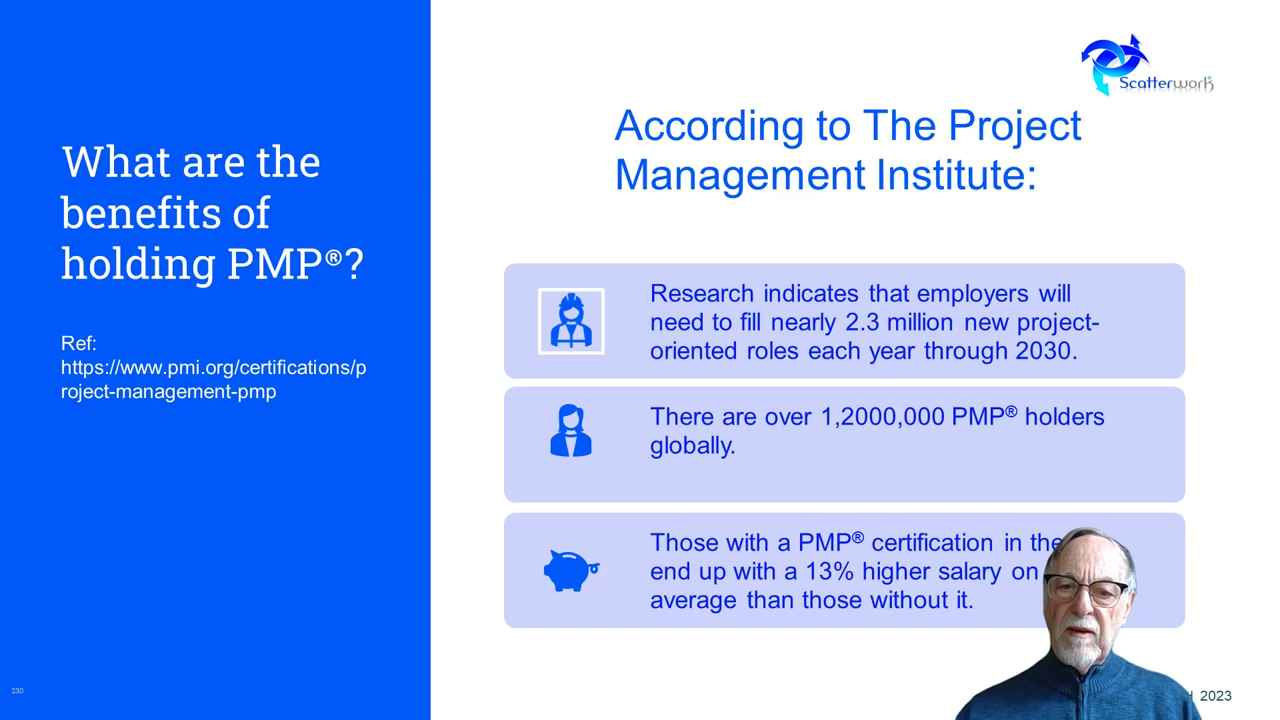 What are the
benefits of
holding PMP®?
Ref:
https://www.pmi.org/certifications/p
roject-management-pmp
230
Scatterwork
According to The Project
Management Institute:
Research indicates that employers will
need to fill nearly 2.3 million new project-
oriented roles each year through 2030.
There are over 1,2000,000 PMP® holders
globally.
Those with a PMP® certification in the
end up with a 13% higher salary on
average than those without it.
2023